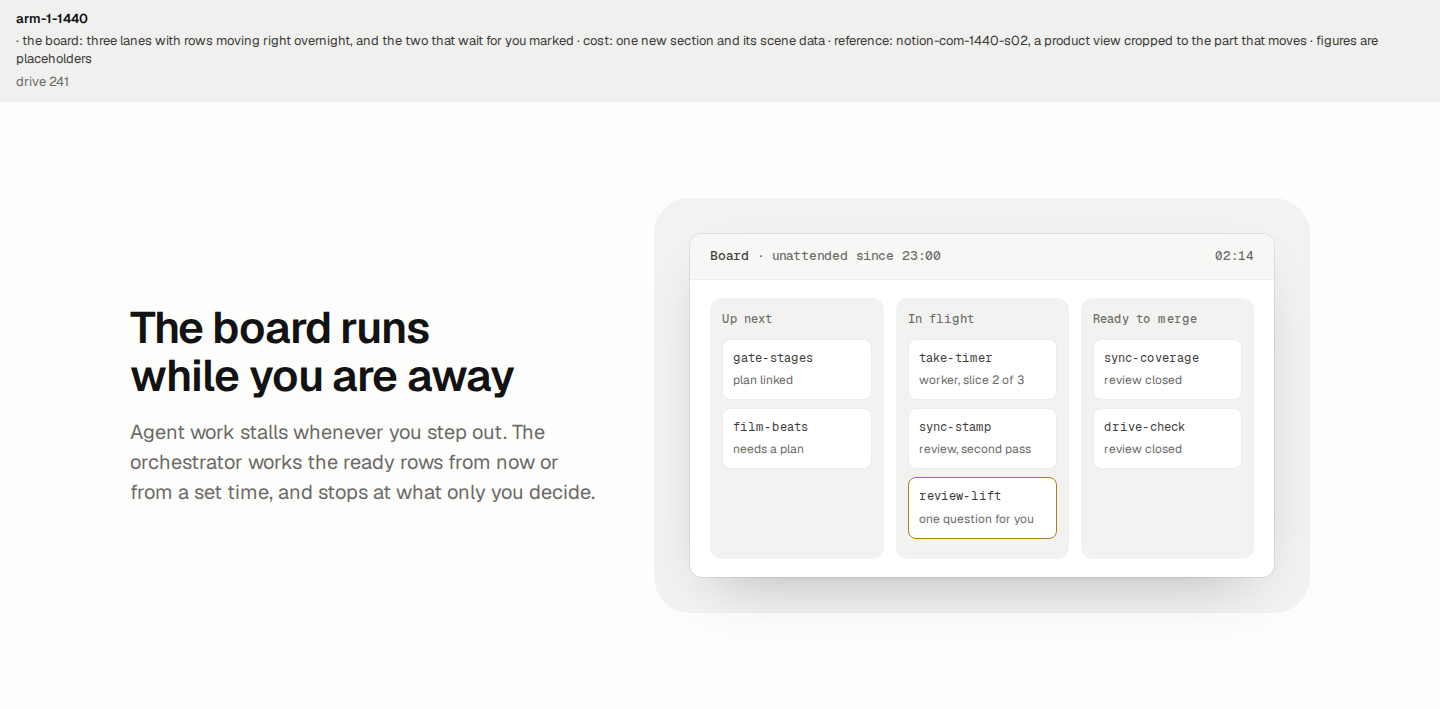 arm-1-1440
· the board: three lanes with rows moving right overnight, and the two that wait for you marked · cost: one new section and its scene data · reference: notion-com-1440-s02, a product view cropped to the part that moves · figures are
placeholders
drive 241
The board runs
while you are away
Agent work stalls whenever you step out. The
orchestrator works the ready rows from now or
from a set time, and stops at what only you decide.
Board · unattended since 23:00
02:14
Up next
gate-stages
plan linked
film-beats
needs a plan
In flight
take-timer
worker, slice 2 of 3
sync-stamp
review, second pass
review-lift
one question for you
Ready to merge
sync-coverage
review closed
drive-check
review closed